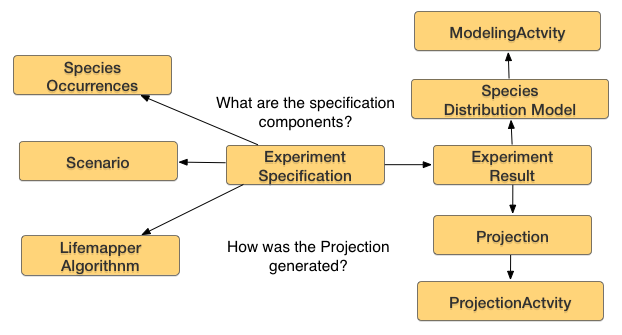 ModelingActvity
Species
Occurrences
Species
Distribution Model
What are the specification
components?
Scenario
Experiment
Specification
Experiment
Result
Lifemapper
Algorithnm
How was the Projection
generated?
Projection
ProjectionActvity